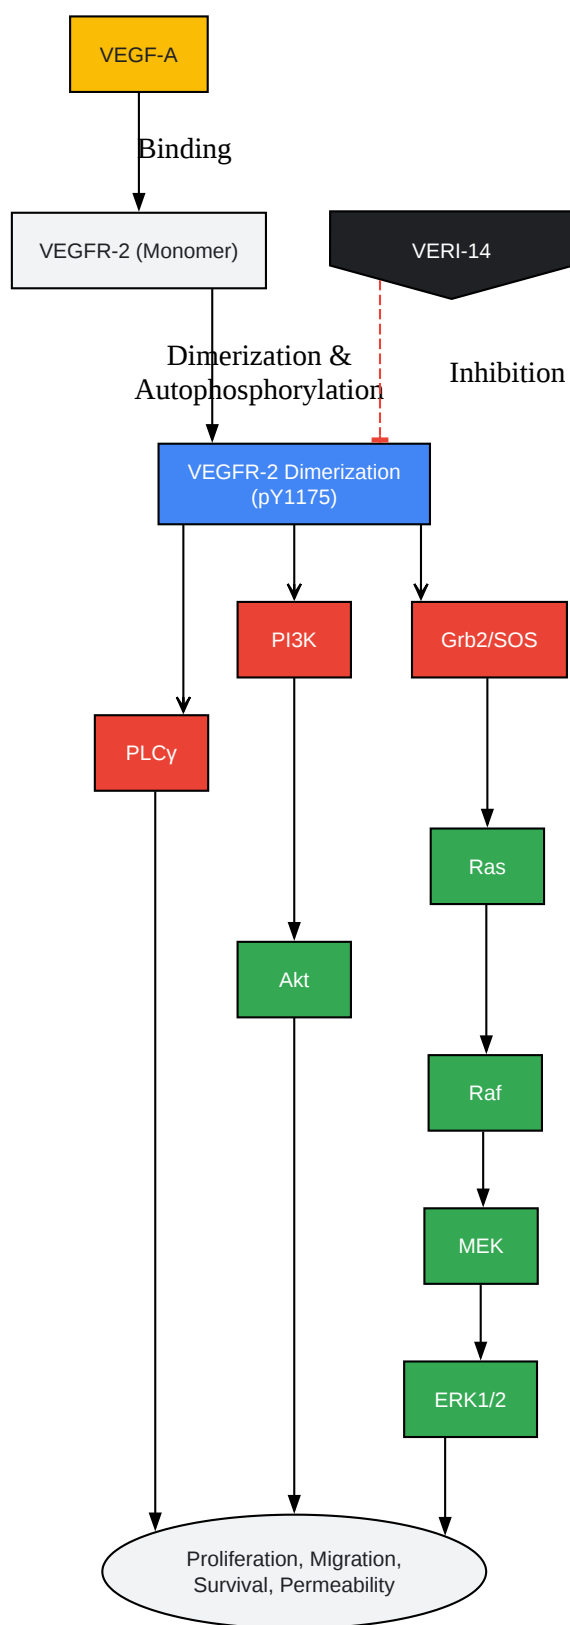 VEGF-A
Binding
VEGFR-2 (Monomer)
VERI-14
Dimerization &
Autophosphorylation
Inhibition
VEGFR-2 Dimerization
(pY1175)
PI3K
Grb2/SOS
PLCγ
Ras
Akt
Raf
MEK
ERK1/2
Proliferation, Migration,
Survival, Permeability